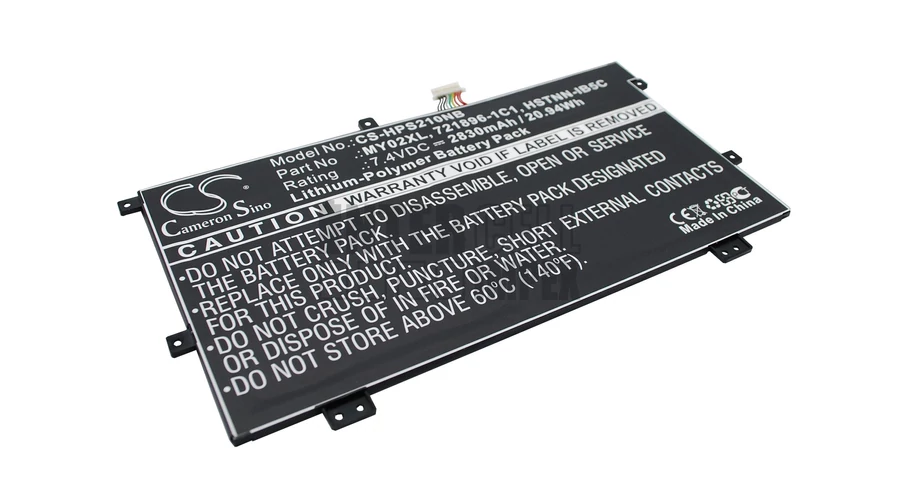 Model No.: CS-HPS210NB
Part No.: MY02XL, 721896-1C1, HSTNN-IB5C
Rating : 7.4VDC = 2830mAh / 20.94Wh
Lithium-Polymer Battery Pack
CS
Cameron Sino
WARRANTY VOID IF SEAL IS BROKEN
CAUTION
•DO NOT ATTEMPT TO DISASSEMBLE, OPEN OR SERVICE
THE BATTERY PACK.
•REPLACE ONLY WITH THE BATTERY PACK DESIGNATED
FOR THIS PRODUCT.
•DO NOT CRUSH, PUNCTURE, SHORT EXTERNAL CONTACTS
OR DISPOSE OF IN FIRE OR WATER.
•DO NOT STORE ABOVE 60°C (140°F).
CE
Made in China